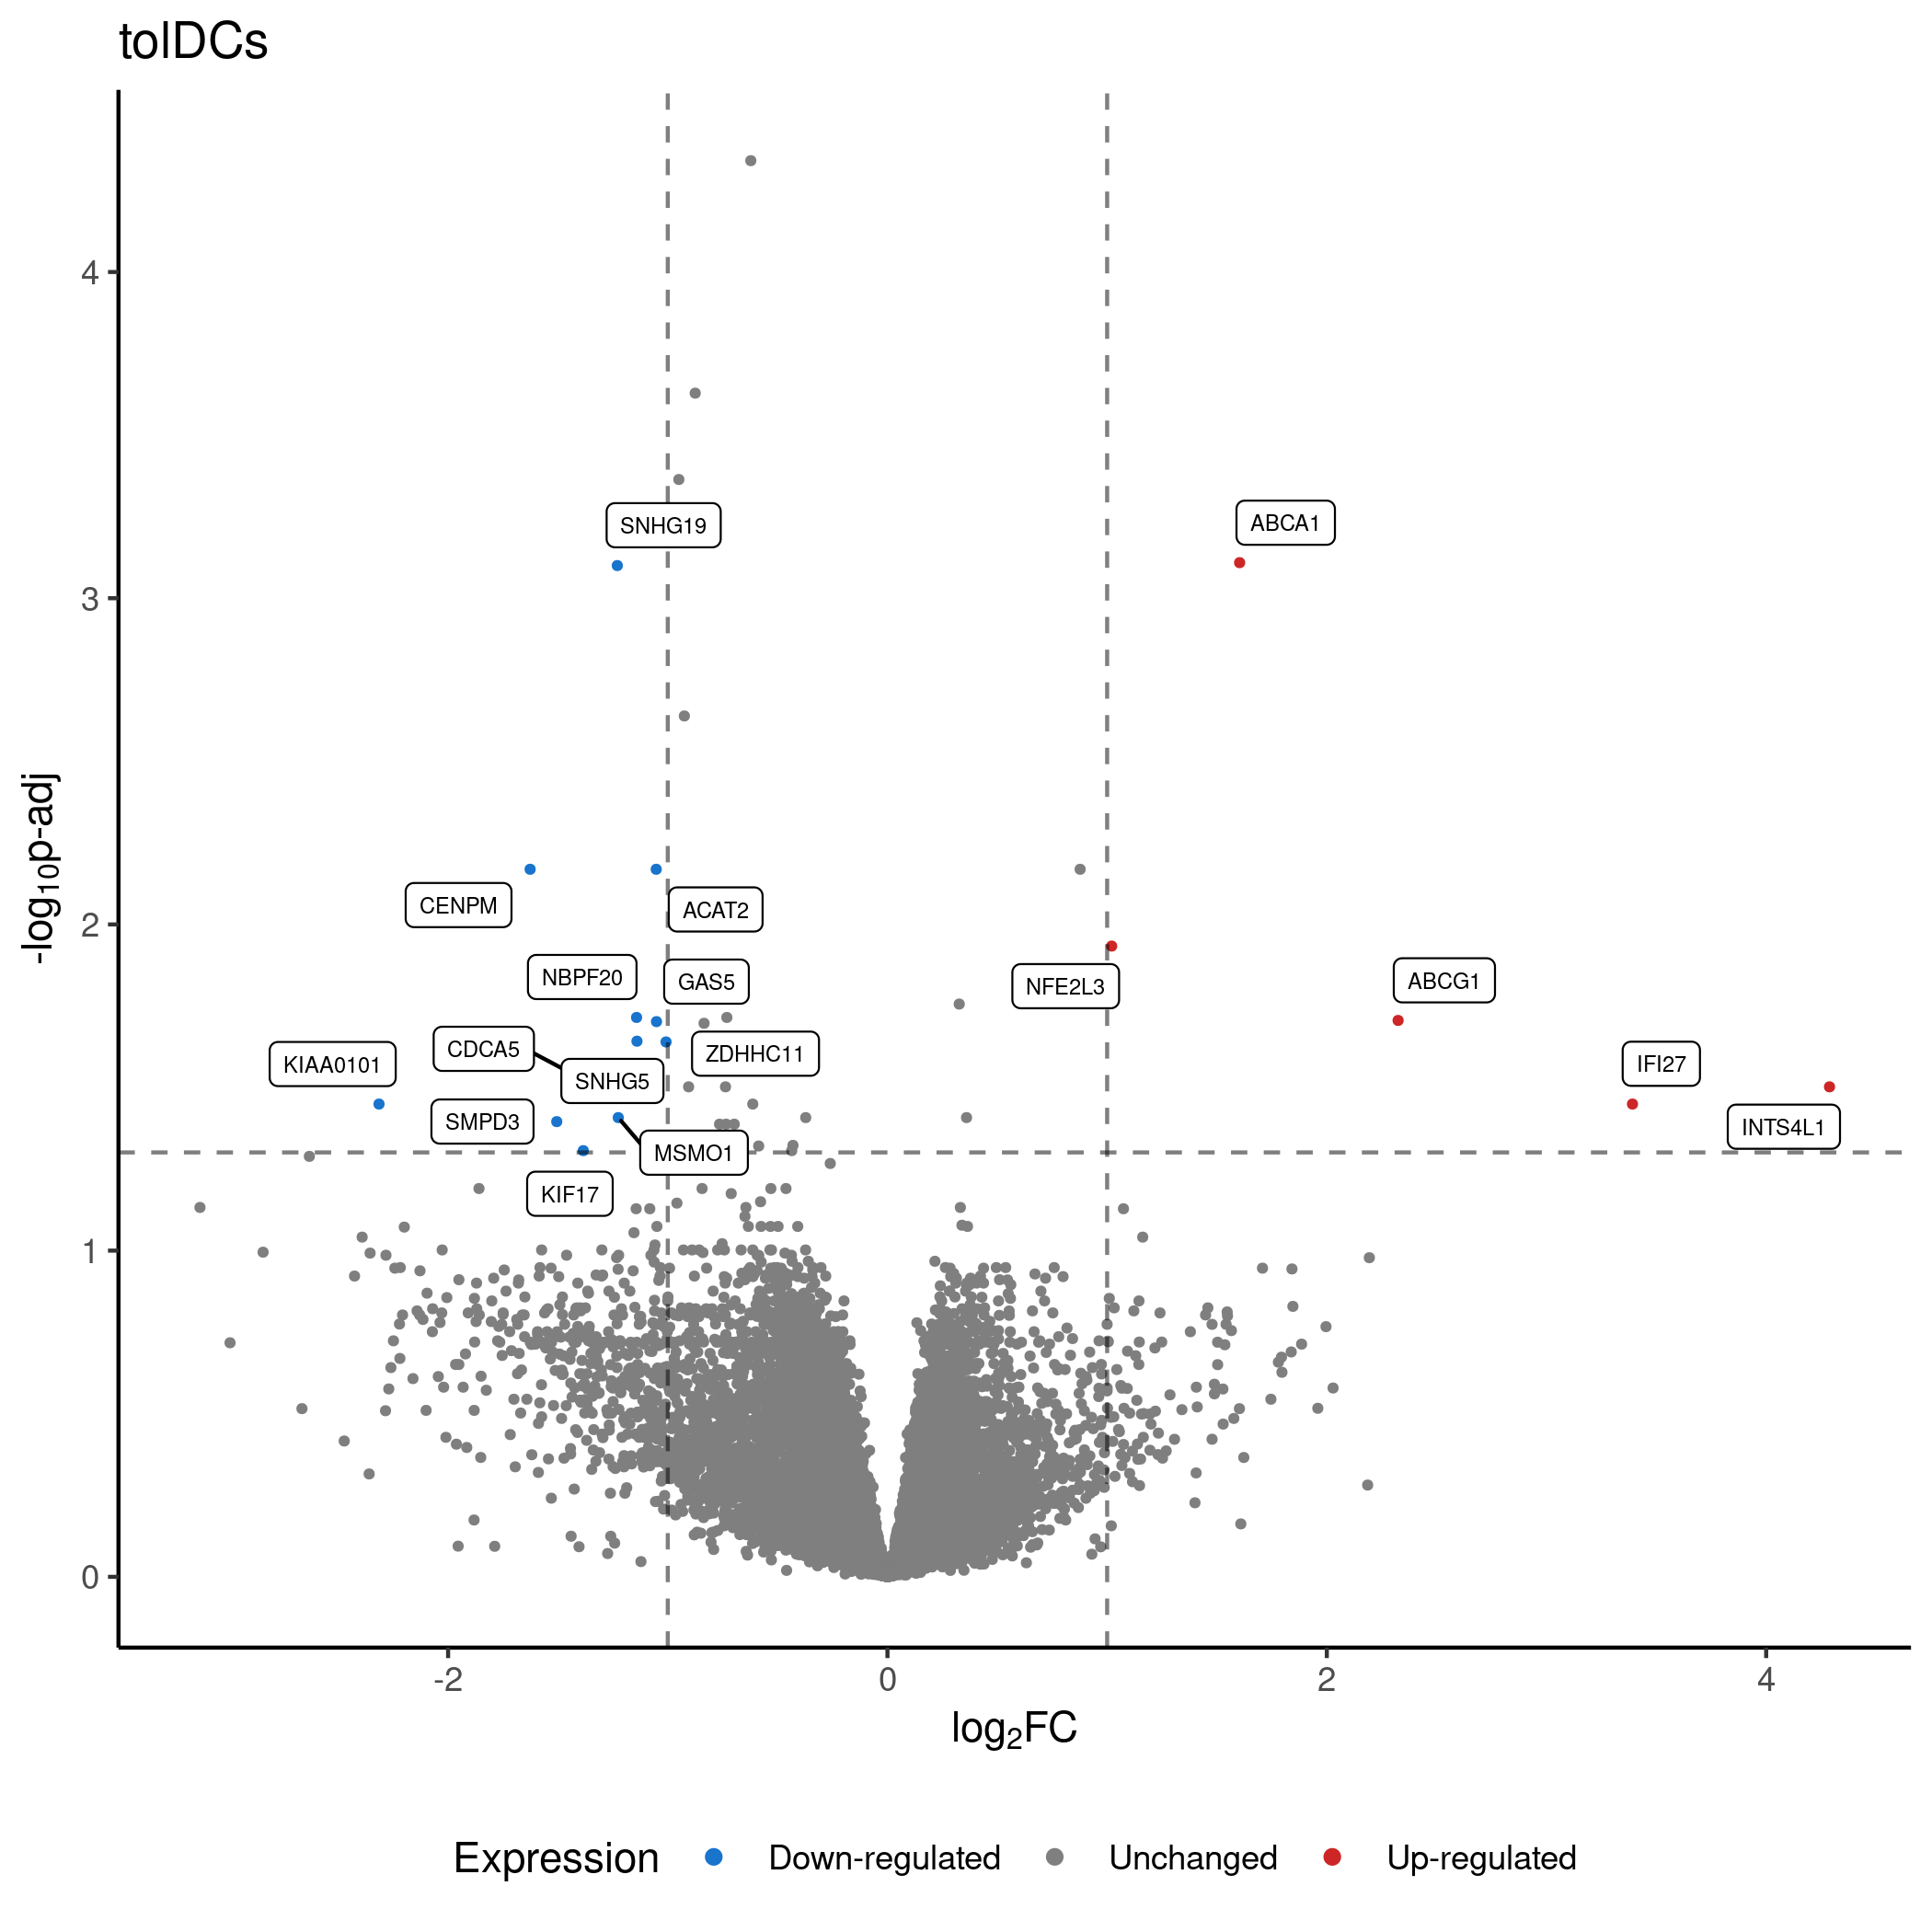 tolDCs
4
3
2
1
0
-log10p-adj
SNHG19
ABCA1
CENPM
ACAT2
NBPF20
GAS5
NFE2L3
ABCG1
CDCA5
ZDHHC11
KIAA0101
SNHG5
IFI27
SMPD3
MSMO1
INTS4L1
KIF17
-2
0
2
4
log2FC
Expression Down-regulated Unchanged Up-regulated